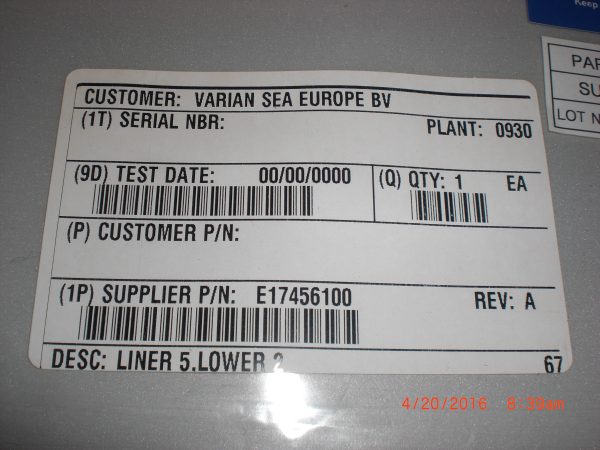 Keep
PAR
SU
LOT N
CUSTOMER: VARIAN SEA EUROPE BV
(1T) SERIAL NBR: PLANT: 0930
(9D) TEST DATE: 00/00/0000 (Q) QTY: 1 EA
(P) CUSTOMER P/N:
(1P) SUPPLIER P/N: E17456100 REV: A
DESC: LINER 5.LOWER 2 67
4/20/2016 8:39am